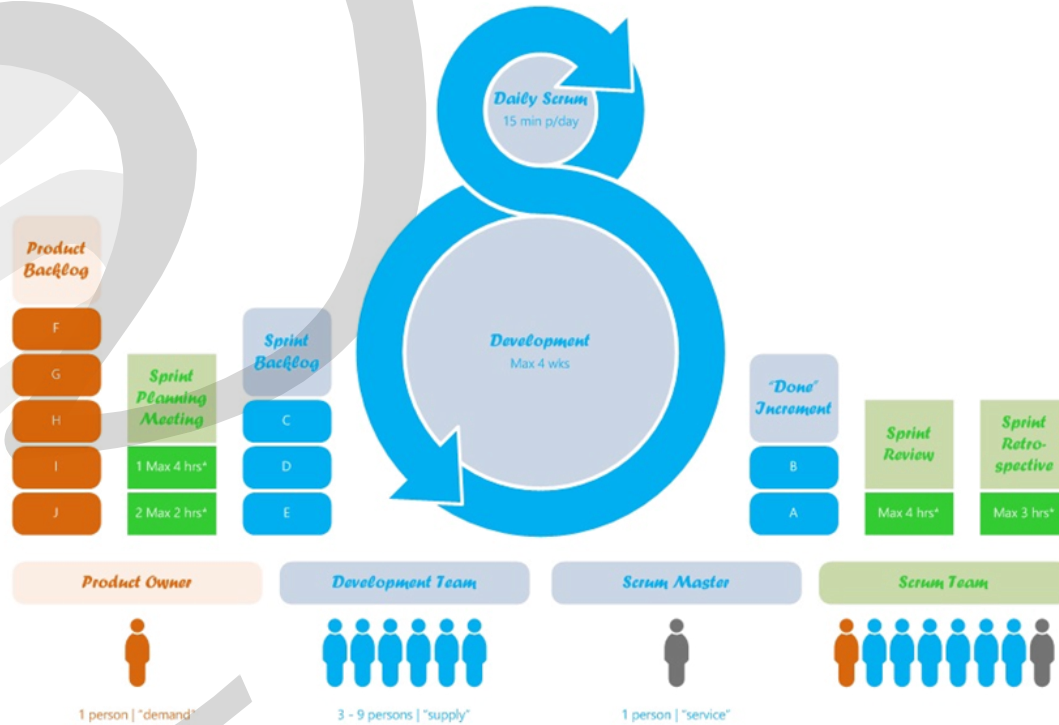 Daily Scrum
15 min p/day
Product
Backlog
F
G
H
I
J
Sprint
Planning
Meeting
1 Max 4 hrs*
2 Max 2 hrs*
Sprint
Backlog
C
D
E
Development
Max 4 wks
"Done"
Increment
B
A
Sprint
Review
Max 4 hrs*
Sprint
Retro-
spective
Max 3 hrs*
Product Owner
Development Team
Scrum Master
Scrum Team
1 person | "demand"
3 - 9 persons | "supply"
1 person | "service"